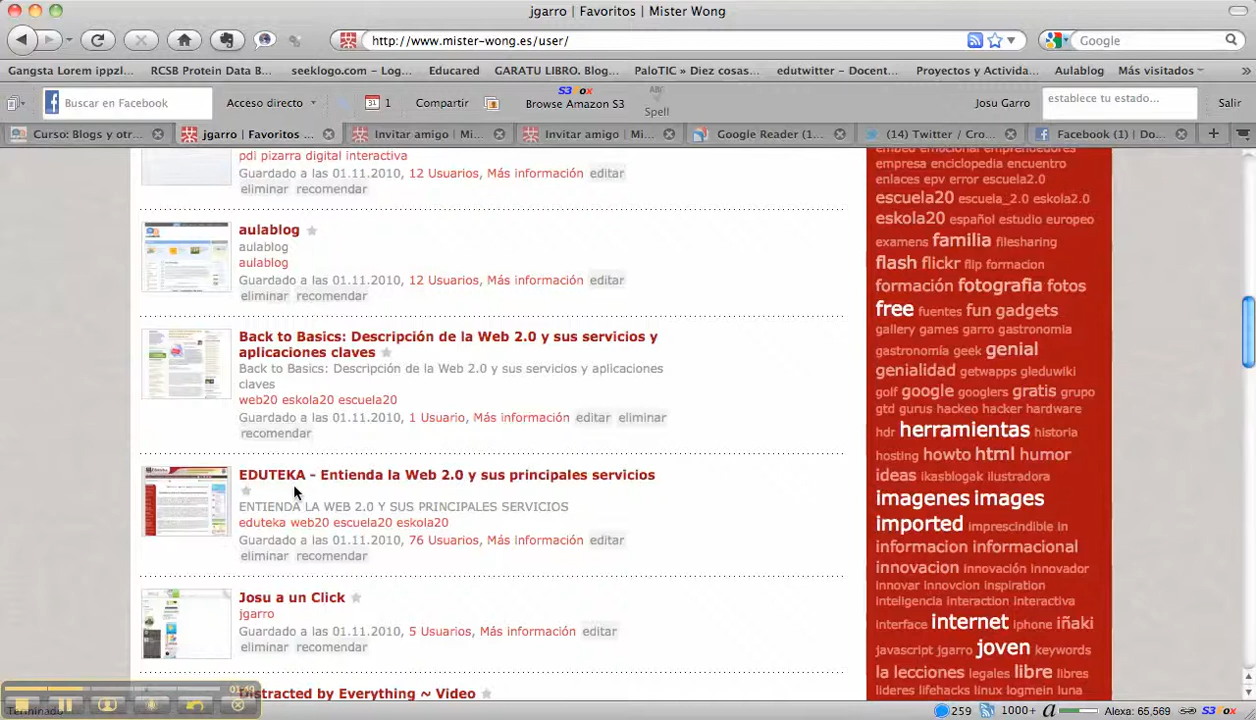 jgarro | Favoritos | Mister Wong
http://www.mister-wong.es/user/
Google
Gangsta Lorem ippzl...
RCSB Protein Data B...
seeklogo.com – Log...
Educared
GARATU LIBRO. Blog...
PaloTIC » Diez cosas...
edutwitter – Docent...
Proyectos y Activida...
Aulablog
Más visitados
»
Buscar en Facebook
Acceso directo
31 1
Compartir
S3 Fox
Browse Amazon S3
ABC
Spell
Josu Garro
establece tu estado...
Salir
Curso: Blogs y otr...
jgarro | Favoritos ...
Invitar amigo | Mi...
Invitar amigo | Mi...
Google Reader (1...
(14) Twitter / Cro...
Facebook (1) | Do...
pdi pizarra digital interactiva
Guardado a las 01.11.2010, 12 Usuarios, Más información editar
eliminar recomendar
aulablog
aulablog
aulablog
Guardado a las 01.11.2010, 12 Usuarios, Más información editar
eliminar recomendar
Back to Basics: Descripción de la Web 2.0 y sus servicios y
aplicaciones claves
Back to Basics: Descripción de la Web 2.0 y sus servicios y aplicaciones
claves
web20 eskola20 escuela20
Guardado a las 01.11.2010, 1 Usuario, Más información editar eliminar
recomendar
EDUTEKA - Entienda la Web 2.0 y sus principales servicios
ENTIENDA LA WEB 2.0 Y SUS PRINCIPALES SERVICIOS
eduteka web20 escuela20 eskola20
Guardado a las 01.11.2010, 76 Usuarios, Más información editar
eliminar recomendar
Josu a un Click
jgarro
Guardado a las 01.11.2010, 5 Usuarios, Más información editar
eliminar recomendar
Distracted by Everything ~ Video
embed emocional emprendedores
empresa enciclopedia encuentro
enlaces epv error escuela2.0
escuela20 escuela_2.0 eskola2.0
eskola20 español estudio europeo
examens familia filesharing
flash flickr flip formacion
formación fotografia fotos
free fuentes fun gadgets
gallery games garro gastronomia
gastronomía geek genial
genialidad getwapps gleduwiki
golf google googlers gratis grupo
gtd gurus hackeo hacker hardware
hdr herramientas historia
hosting howto html humor
ideas ikasblogak ilustradora
imagenes images
imported imprescindible in
informacion informacional
innovacion innovación innovador
innovar Innovcion inspiration
inteligencia interaction interactiva
interface internet iphone iñaki
javascript jgarro joven keywords
la lecciones legales libre libres
lideres lifehacks linux logmein luna
Terminado
259
1000+
a
Alexa: 65,569
S3 Fox